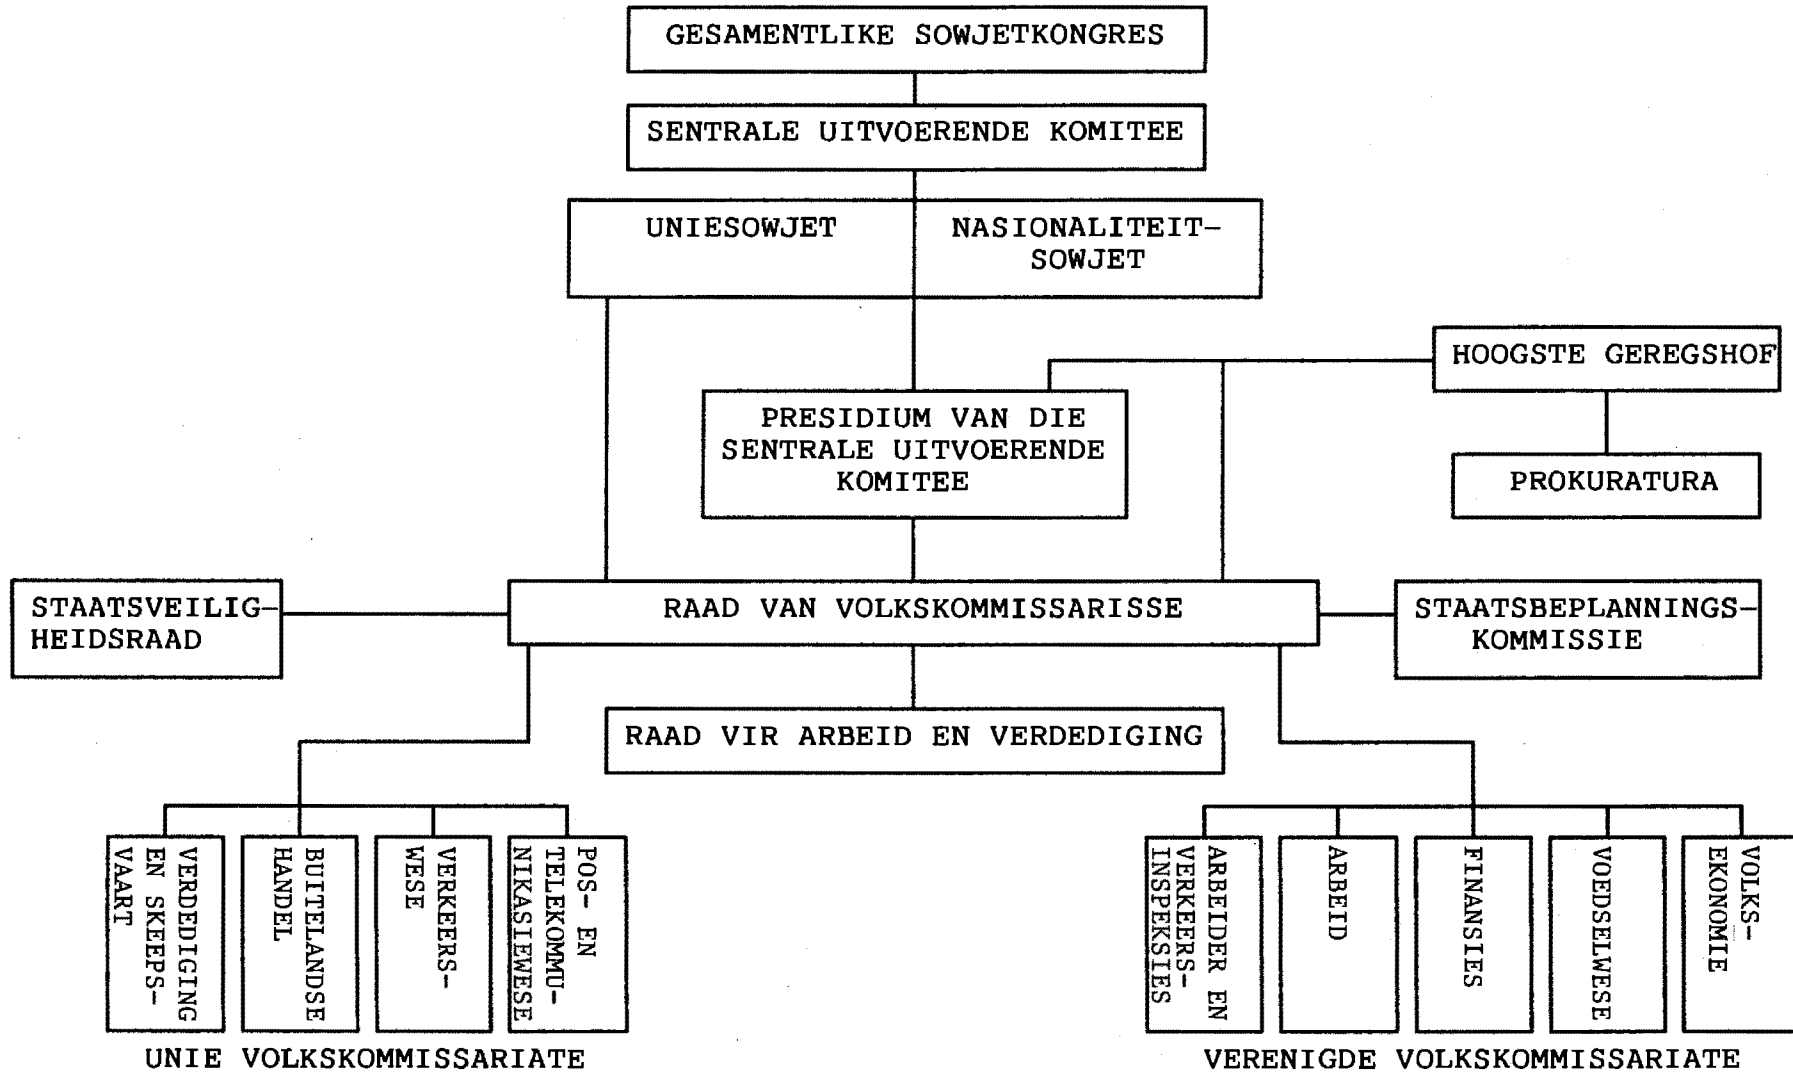 GESAMENTLIKE SOWJETKONGRES
SENTRALE UITVOERENDE KOMITEE
UNIESOWJET
NASIONALITEIT-
SOWJET
HOOGSTE GEREGSHOF
PRESIDIUM VAN DIE
SENTRALE UITVOERENDE
KOMITEE
PROKURATURA
STAATSVEILIG-
HEIDSRAAD
RAAD VAN VOLKSKOMMISSARISSE
STAATSBEPLANNINGS-
KOMMISSIE
RAAD VIR ARBEID EN VERDEDIGING
VERDEDIGING
EN SKEEPS-
VAART
BUITELANDSE
HANDEL
VERKEERS-
WESE
POS- EN
TELEKOMMU-
NIKASIEWESE
ARBEIDER EN
VERKEERS-
INSPEKSIES
ARBEID
FINANSIES
VOEDSELWESE
VOLKS-
EKONOMIE
UNIE VOLKSKOMMISSARIATE
VERENIGDE VOLKSKOMMISSARIATE